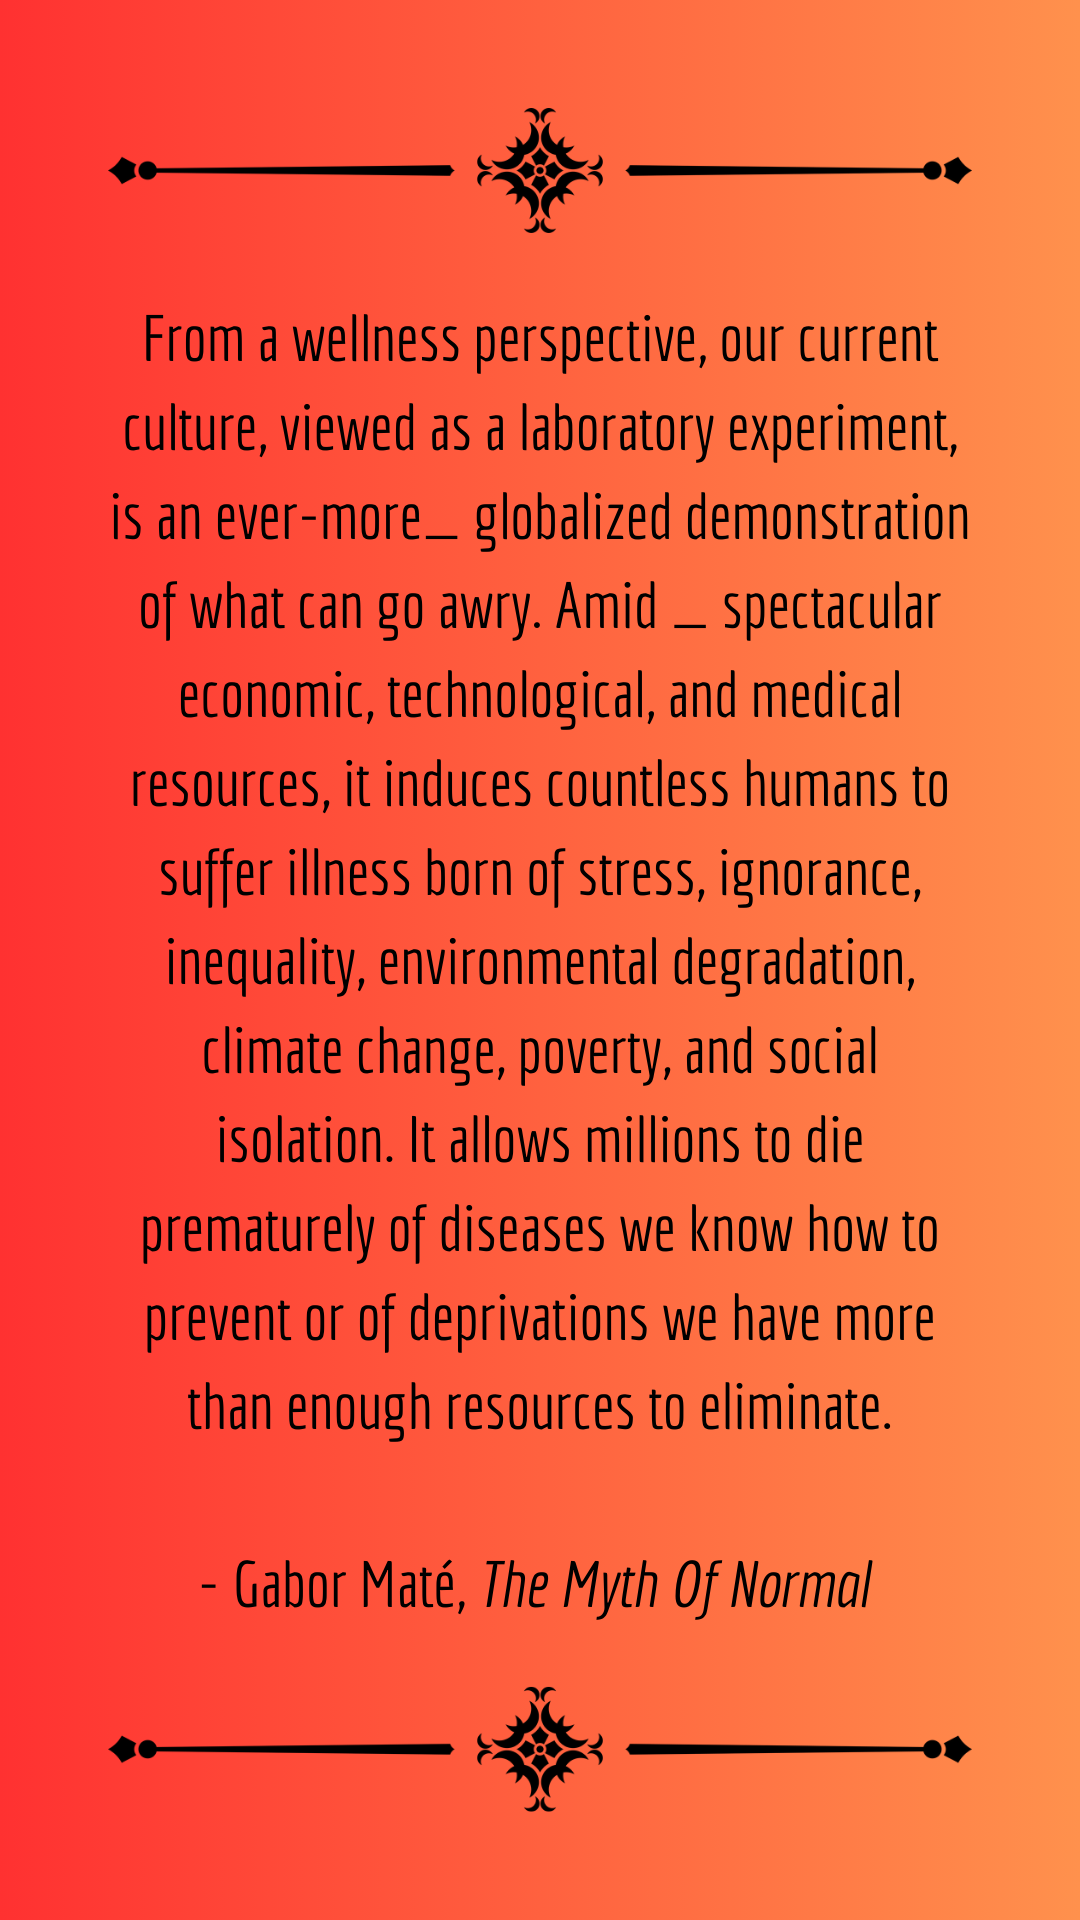 From a wellness perspective, our current
culture, viewed as a laboratory experiment,
is an ever-more_ globalized demonstration
of what can go awry. Amid _ spectacular
economic, technological, and medical
resources, it induces countless humans to
suffer illness born of stress, ignorance,
inequality, environmental degradation,
climate change, poverty, and social
isolation. It allows millions to die
prematurely of diseases we know how to
prevent or of deprivations we have more
than enough resources to eliminate.
- Gabor Maté, The Myth Of Normal